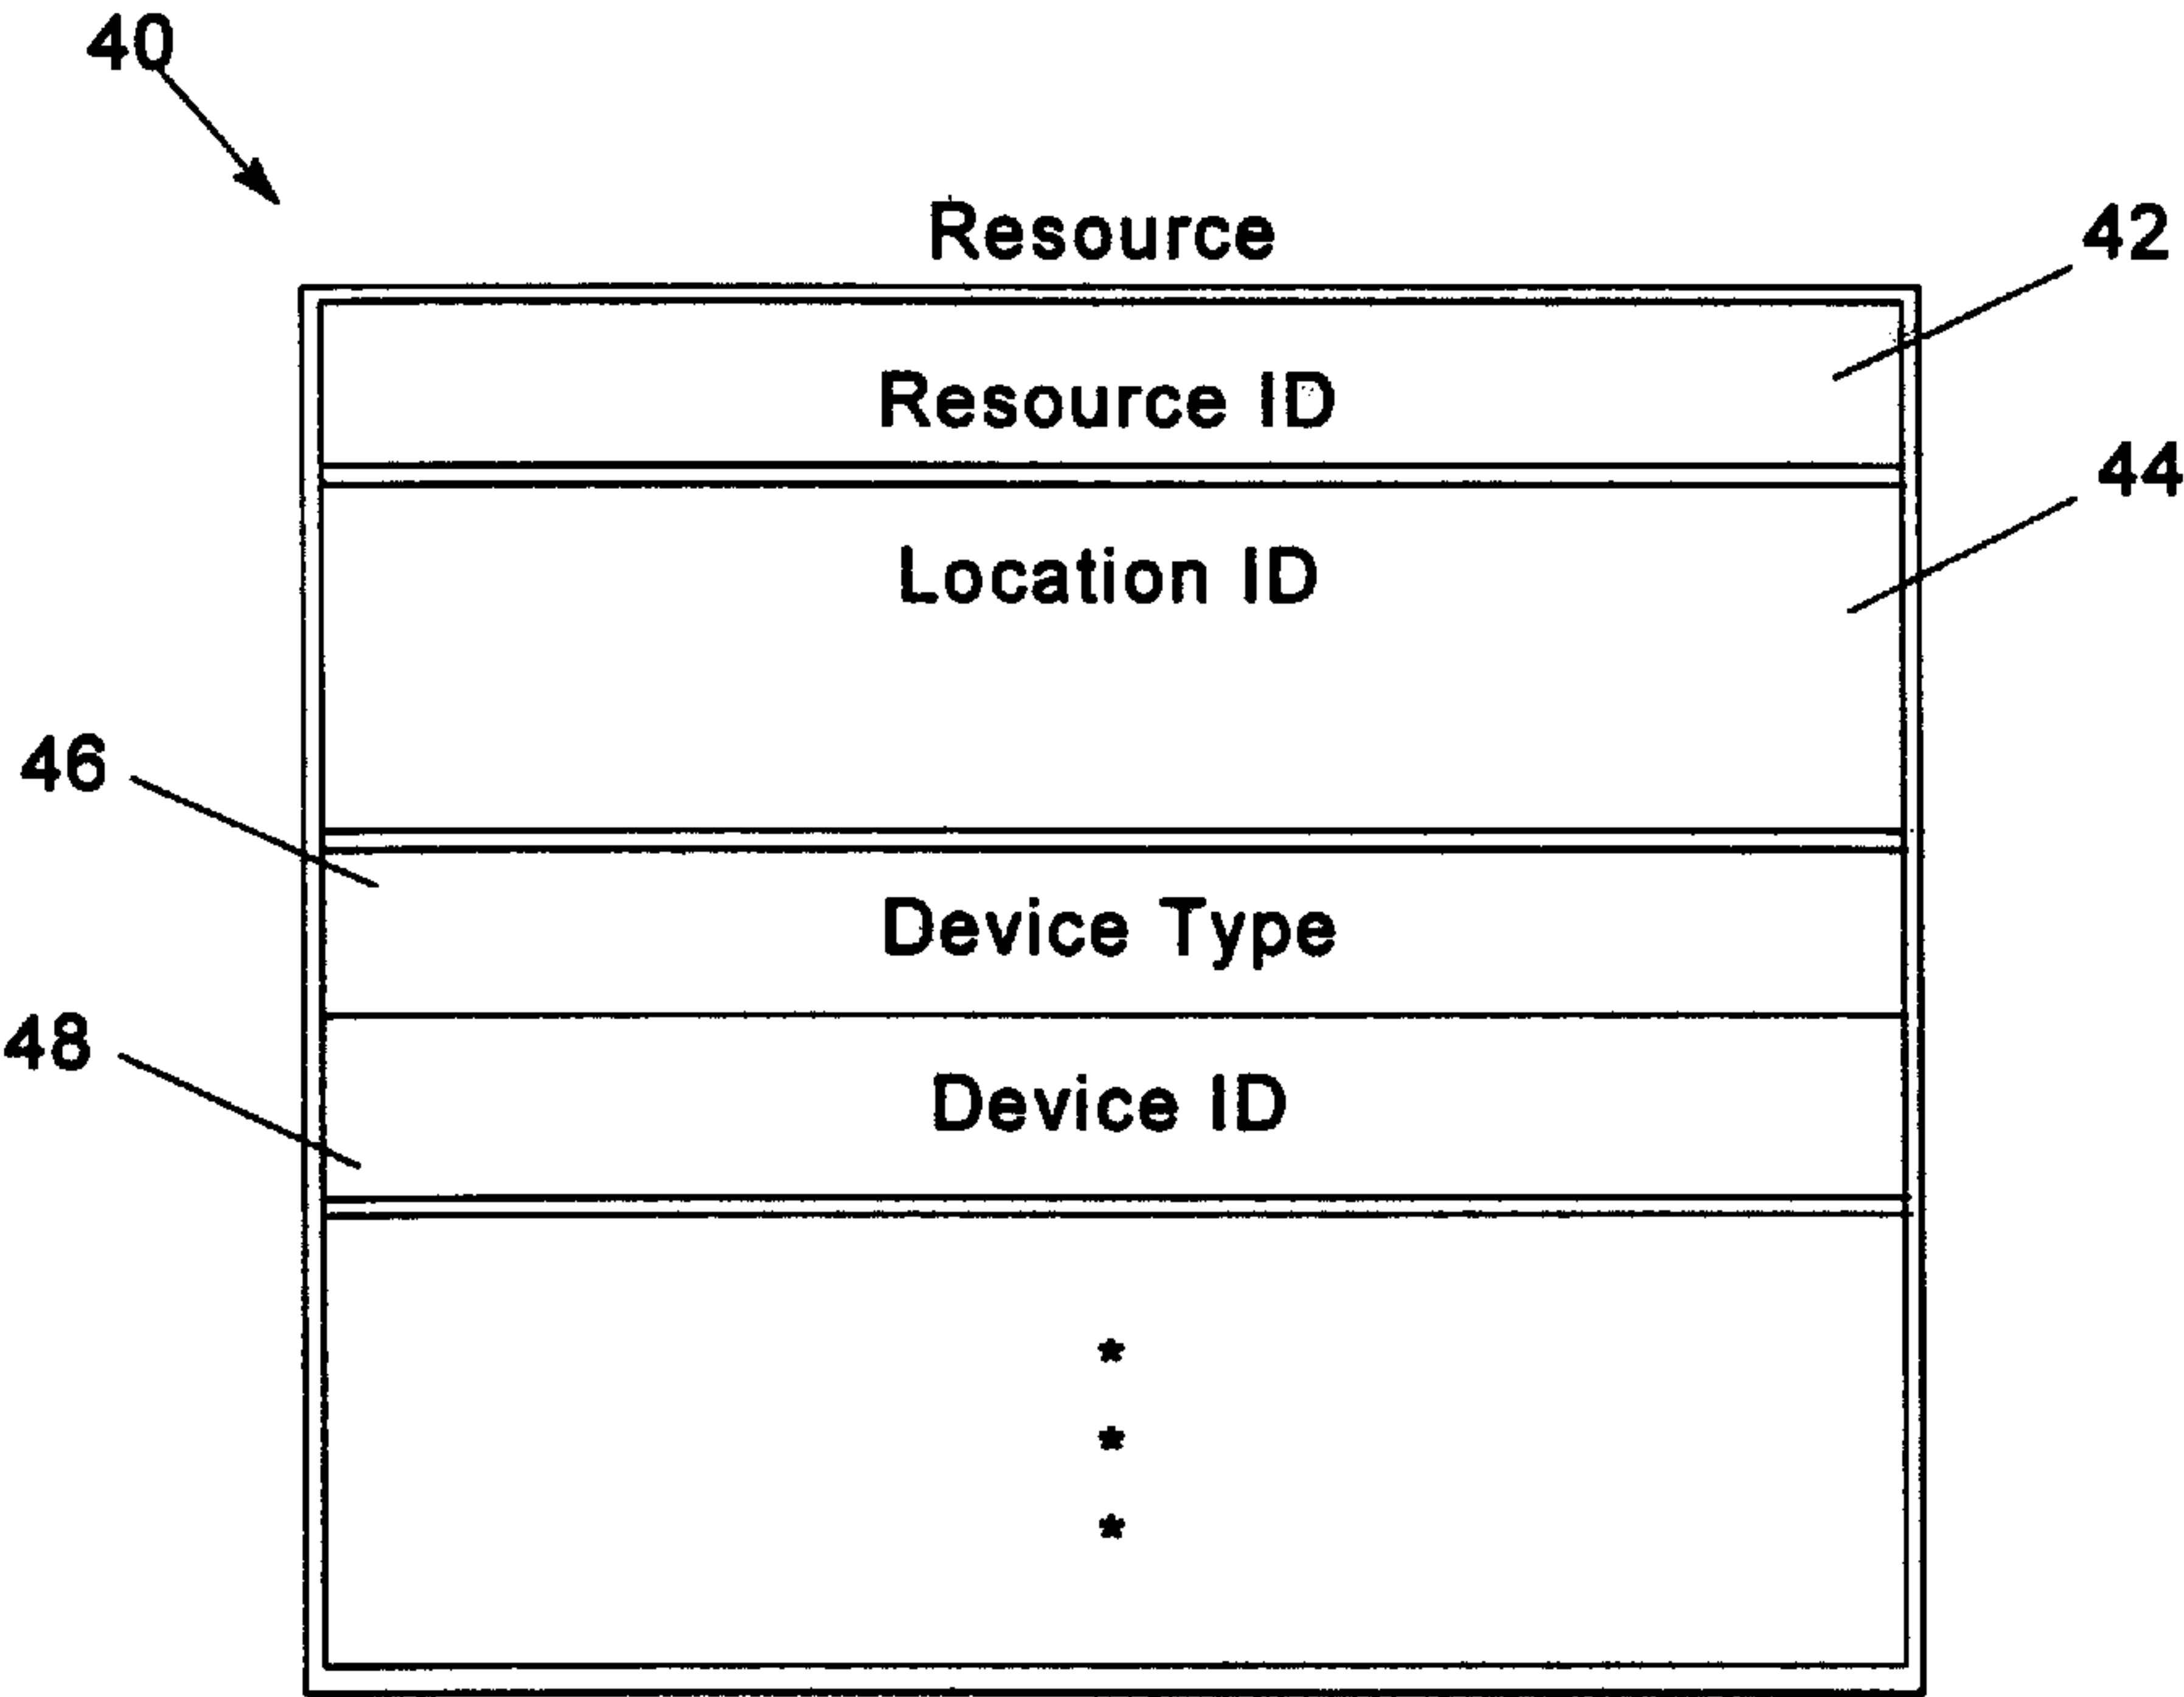 40
Resource
42
Resource ID
44
Location ID
46
Device Type
48
Device ID
*
*
*